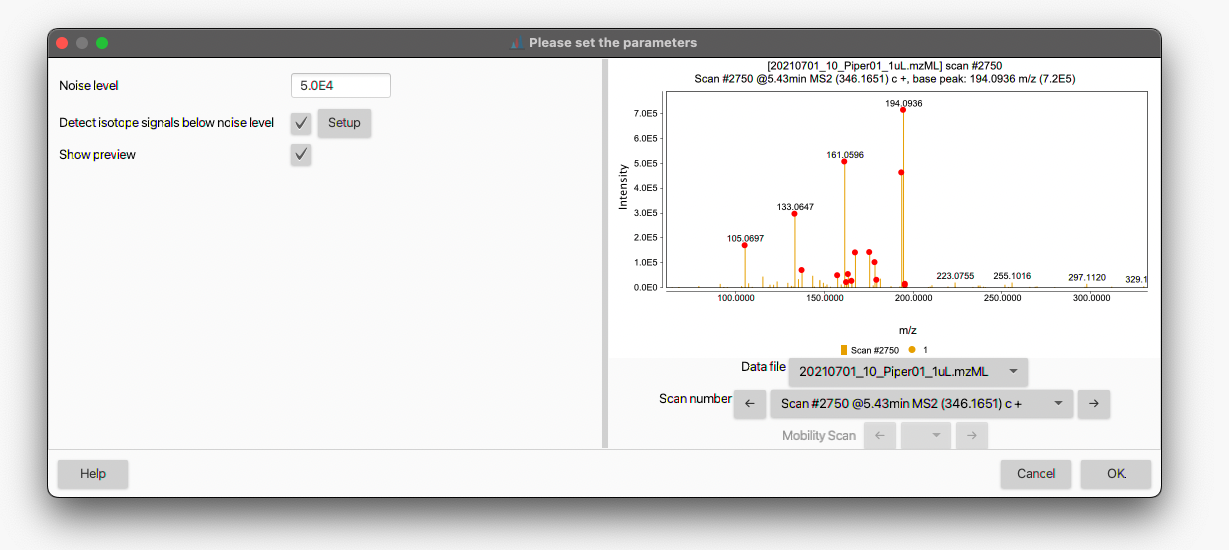 Please set the parameters
Noise level
5.0E4
Detect isotope signals below noise level
Setup
Show preview
[20210701_10_Piper01_1uL.mzML] scan #2750
Scan #2750 @5.43min MS2 (346.1651) c +, base peak: 194.0936 m/z (7.2E5)
Intensity
7.0E5
6.0E5
5.0E5
4.0E5
3.0E5
2.0E5
1.0E5
0.0E0
194.0936
161.0596
133.0647
105.0697
223.0755
255.1016
297.1120
329.1
100.0000
150.0000
200.0000
250.0000
300.0000
m/z
Scan #2750
1
Data file
20210701_10_Piper01_1uL.mzML
Scan number
←
Scan #2750 @5.43min MS2 (346.1651) c +
→
Mobility Scan
←
→
Help
Cancel
OK